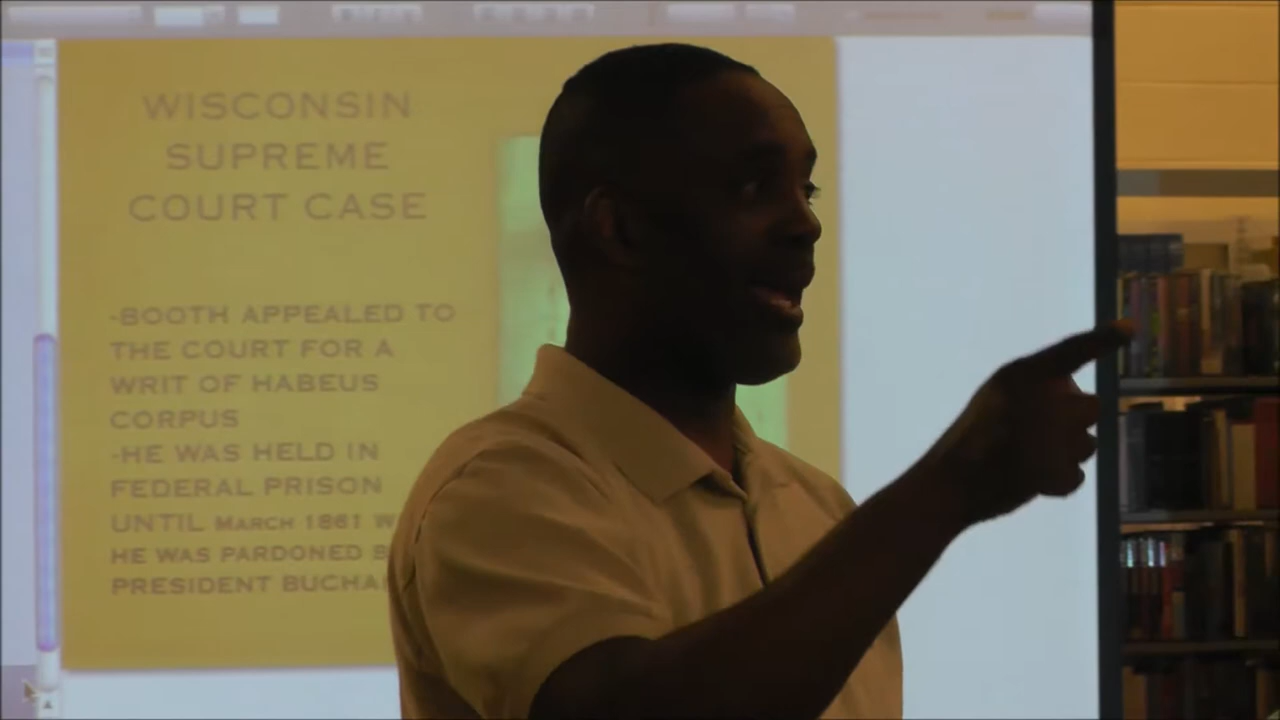 WISCONSIN
SUPREME
COURT CASE
-BOOTH APPEALED TO
THE COURT FOR A
WRIT OF HABEUS
CORPUS
-HE WAS HELD IN
FEDERAL PRISON
UNTIL MARCH 1861 W
HE WAS PARDONED B
PRESIDENT BUCHA